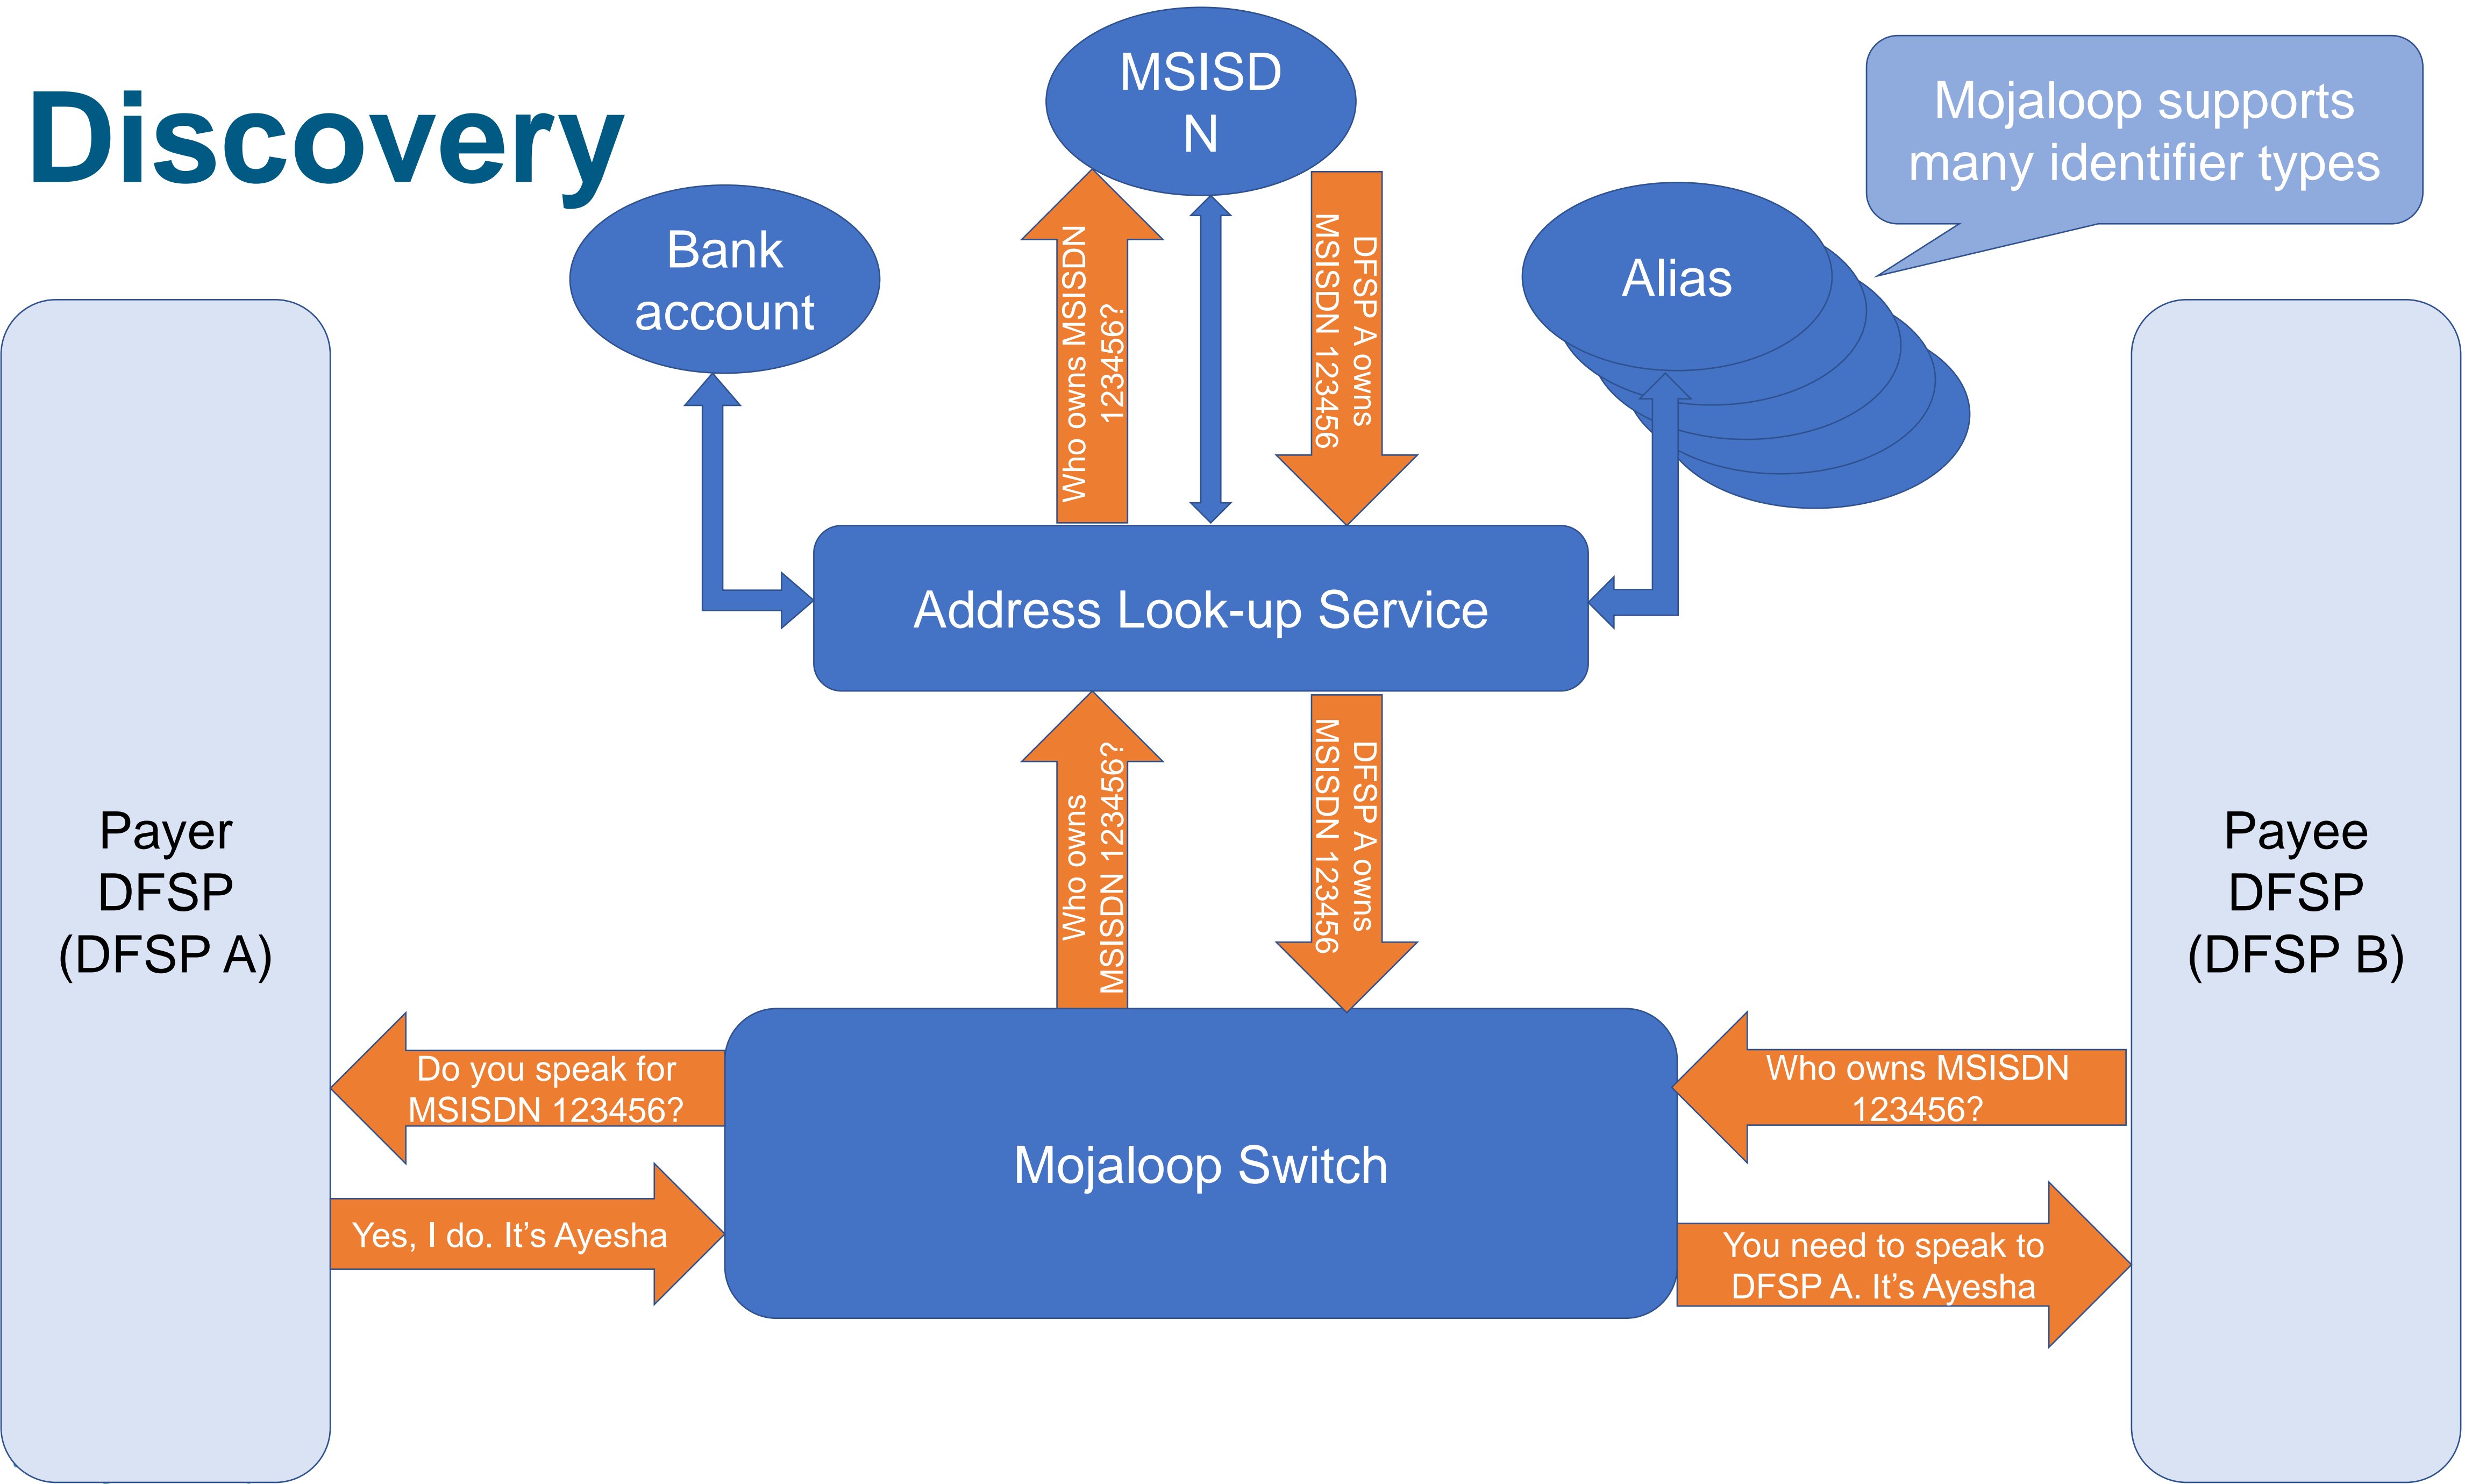 Discovery
MSISD
N
Mojaloop supports
many identifier types
Bank
account
Alias
Who owns MSISDN
123456?
DFSP A owns
MSISDN 123456
Address Look-up Service
Who owns
MSISDN 123456?
DFSP A owns
MSISDN 123456
Payer
DFSP
(DFSP A)
Payee
DFSP
(DFSP B)
Do you speak for
MSISDN 123456?
Who owns MSISDN
123456?
Mojaloop Switch
Yes, I do. It’s Ayesha
You need to speak to
DFSP A. It’s Ayesha